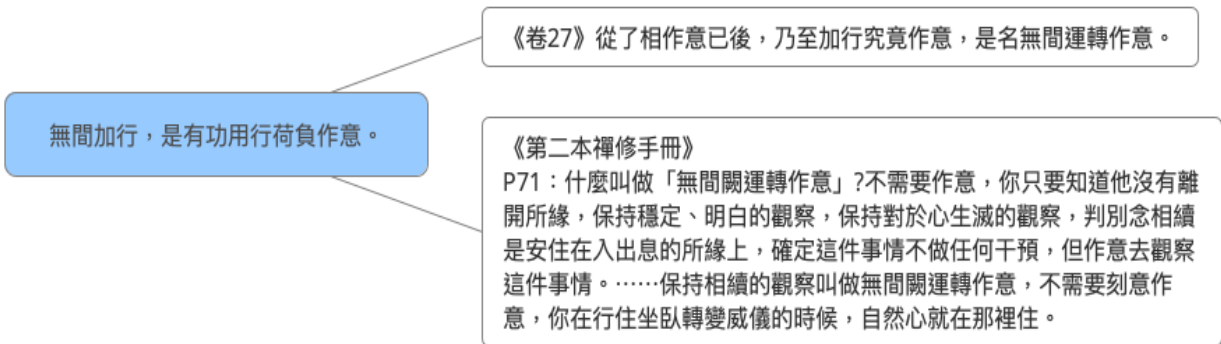 無間加行，是有功用行荷負作意。
《卷27》從了相作意已後，乃至加行究竟作意，是名無間運轉作意。
《第二本禪修手冊》
P71：什麼叫做「無間闕運轉作意」?不需要作意，你只要知道他沒有離
開所緣，保持穩定、明白的觀察，保持對於心生滅的觀察，判別念相續
是安住在入出息的所緣上，確定這件事情不做任何干預，但作意去觀察
這件事情。⋯⋯保持相續的觀察叫做無間闕運轉作意，不需要刻意作
意，你在行住坐臥轉變威儀的時候，自然心就在那裡住。